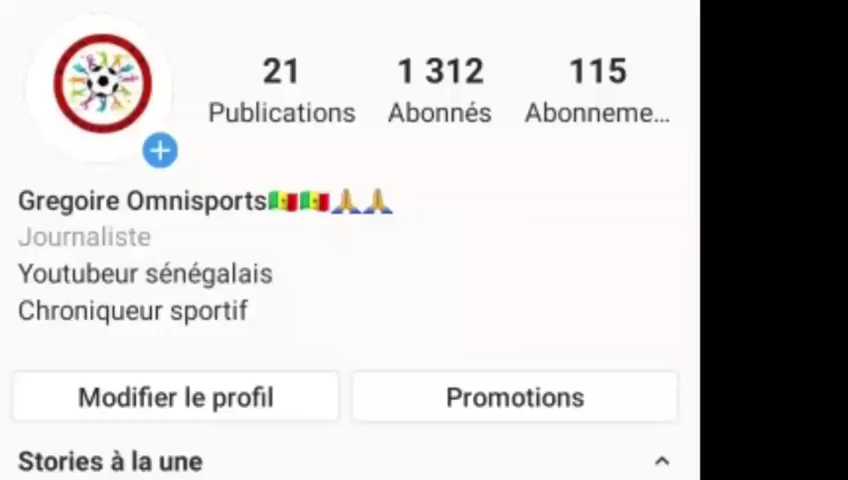 21 1 312 115
Publications Abonnés Abonneme...
Gregoire Omnisports🇸🇳🇸🇳🙏🙏
Journaliste
Youtubeur sénégalais
Chroniqueur sportif
Modifier le profil Promotions
Stories à la une